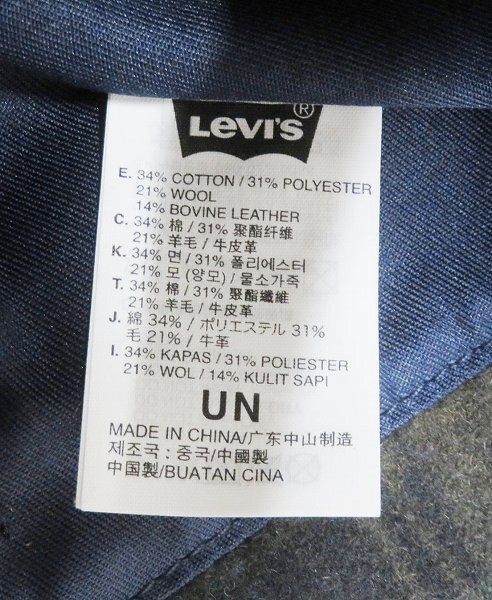 LEVI'S®
E. 34% COTTON / 31% POLYESTER
21% WOOL
14% BOVINE LEATHER
C. 34% 棉 / 31% 聚酯纤维
21% 羊毛 / 牛皮革
K. 34% 면 / 31% 폴리에스터
21% 모 (양모) / 물소가죽
T. 34% 棉 / 31% 聚酯纖維
21% 羊毛 / 牛皮革
J. 綿 34% / ポリエステル 31%
毛 21% / 牛革
I. 34% KAPAS / 31% POLIESTER
21% WOL / 14% KULIT SAPI
UN
MADE IN CHINA/广东中山制造
제조국 : 중국/中國製
中国製/BUATAN CINA